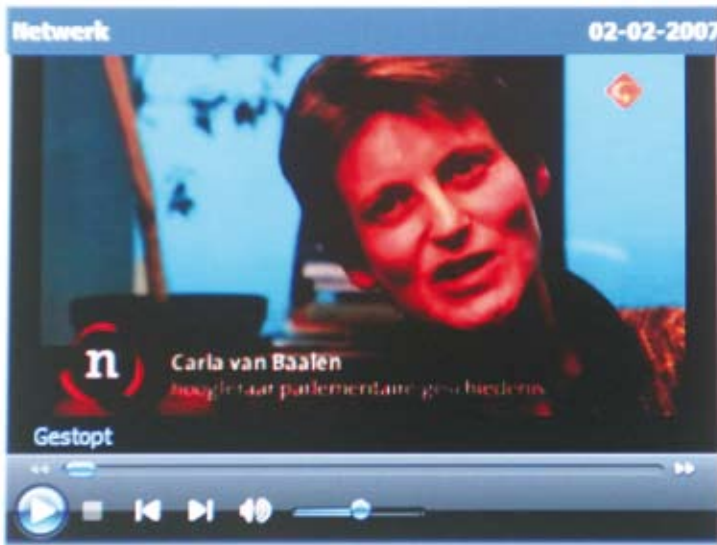 Netwerk 02-02-2007
n
Carla van Baalen
hoogleraar parlementaire geschiedenis
Gestopt